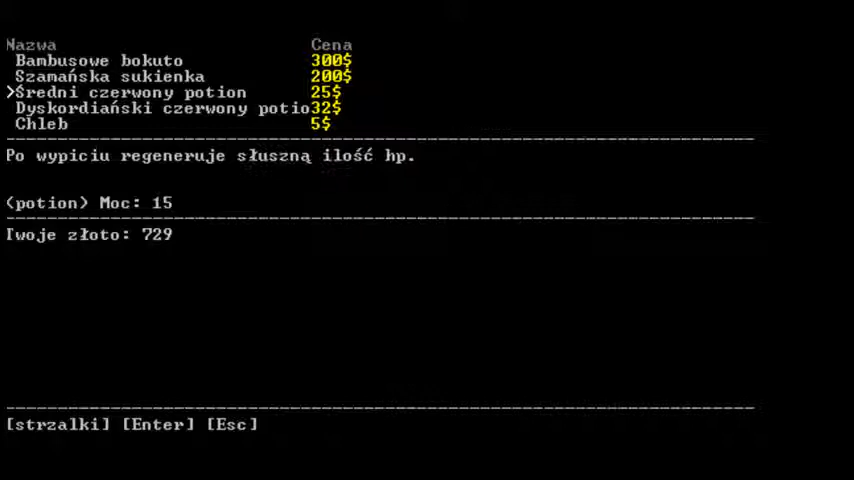 Nazwa Cena
Bambusowe bokuto 300$
Szamańska sukienka 200$
>Średni czerwony potion 25$
Dyskordiański czerwony potio32$
Chleb 5$
Po wypiciu regeneruje słuszną ilość hp.
(potion) Moc: 15
Twoje złoto: 729
[strzalki] [Enter] [Esc]